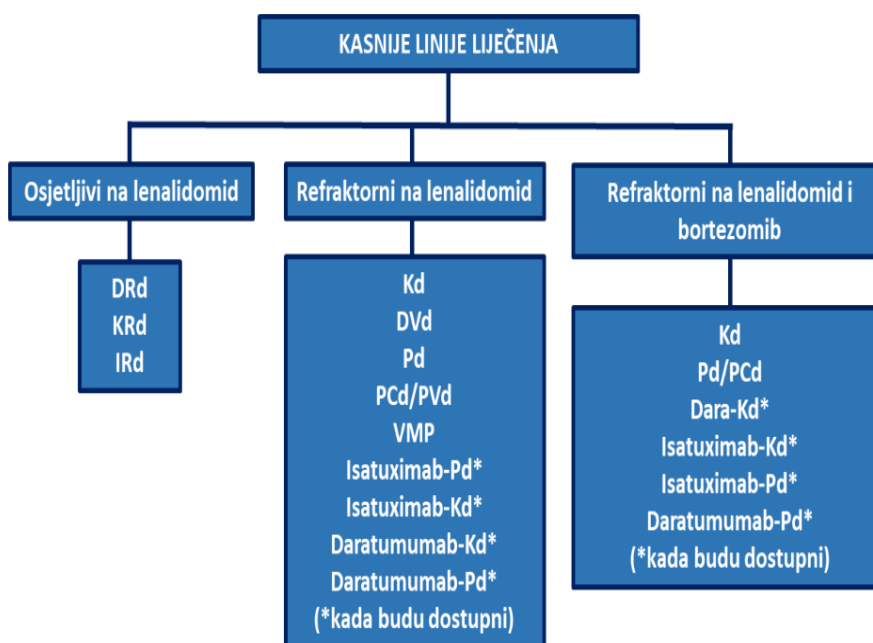 KASNIJE LINIJE LIJEČENJA
Osjetljivi na lenalidomid
DRd
KRd
IRd
Refraktorni na lenalidomid
Kd
DVd
Pd
PCd/PVd
VMP
Isatuximab-Pd*
Isatuximab-Kd*
Daratumumab-Kd*
Daratumumab-Pd*
(*kada budu dostupni)
Refraktorni na lenalidomid i
bortezomib
Kd
Pd/PCd
Dara-Kd*
Isatuximab-Kd*
Isatuximab-Pd*
Daratumumab-Pd*
(*kada budu dostupni)